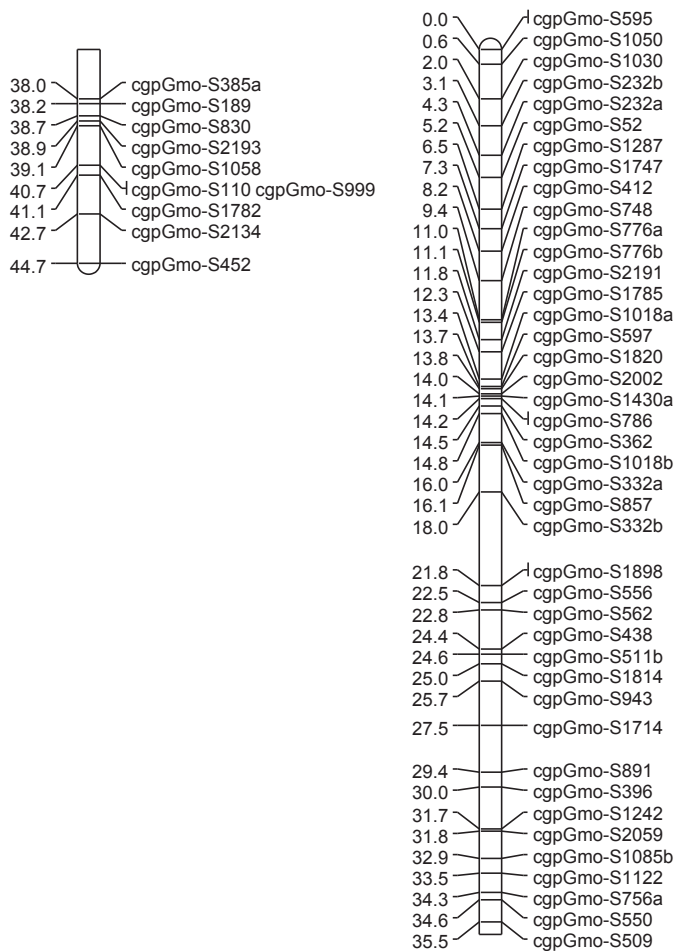 38.0 cgpGmo-S385a
38.2 cgpGmo-S189
38.7 cgpGmo-S830
38.9 cgpGmo-S2193
39.1 cgpGmo-S1058
40.7 cgpGmo-S110 cgpGmo-S999
41.1 cgpGmo-S1782
42.7 cgpGmo-S2134
44.7 cgpGmo-S452
0.0 cgpGmo-S595
0.6 cgpGmo-S1050
2.0 cgpGmo-S1030
3.1 cgpGmo-S232b
4.3 cgpGmo-S232a
5.2 cgpGmo-S52
6.5 cgpGmo-S1287
7.3 cgpGmo-S1747
8.2 cgpGmo-S412
9.4 cgpGmo-S748
11.0 cgpGmo-S776a
11.1 cgpGmo-S776b
11.8 cgpGmo-S2191
12.3 cgpGmo-S1785
13.4 cgpGmo-S1018a
13.7 cgpGmo-S597
13.8 cgpGmo-S1820
14.0 cgpGmo-S2002
14.1 cgpGmo-S1430a
14.2 cgpGmo-S786
14.5 cgpGmo-S362
14.8 cgpGmo-S1018b
16.0 cgpGmo-S332a
16.1 cgpGmo-S857
18.0 cgpGmo-S332b
21.8 cgpGmo-S1898
22.5 cgpGmo-S556
22.8 cgpGmo-S562
24.4 cgpGmo-S438
24.6 cgpGmo-S511b
25.0 cgpGmo-S1814
25.7 cgpGmo-S943
27.5 cgpGmo-S1714
29.4 cgpGmo-S891
30.0 cgpGmo-S396
31.7 cgpGmo-S1242
31.8 cgpGmo-S2059
32.9 cgpGmo-S1085b
33.5 cgpGmo-S1122
34.3 cgpGmo-S756a
34.6 cgpGmo-S550
35.5 cgpGmo-S509